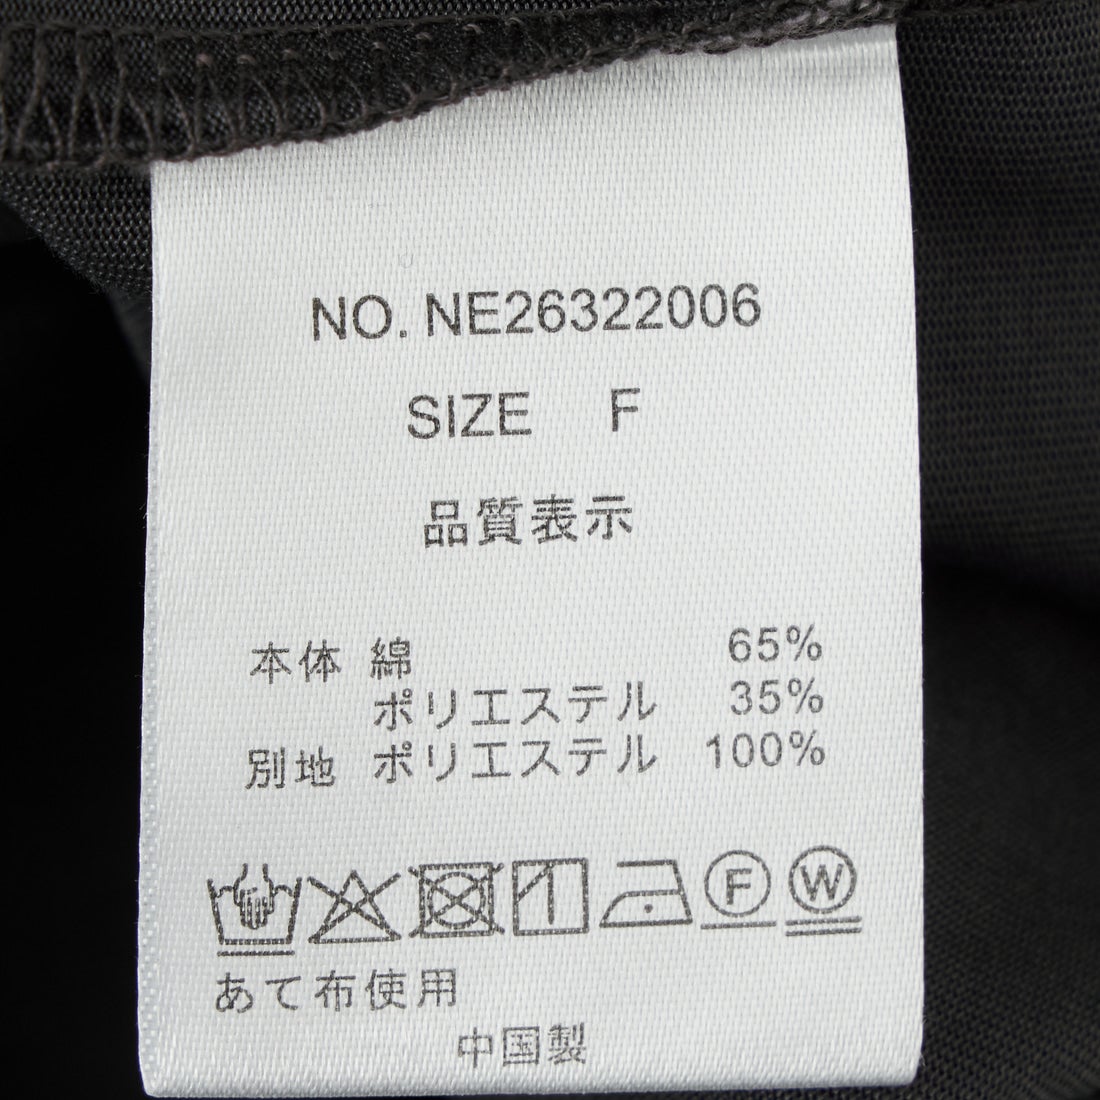 NO. NE26322006
SIZE F
品質表示
本体 綿 65%
ポリエステル 35%
別地 ポリエステル 100%
F W
あて布使用
中国製